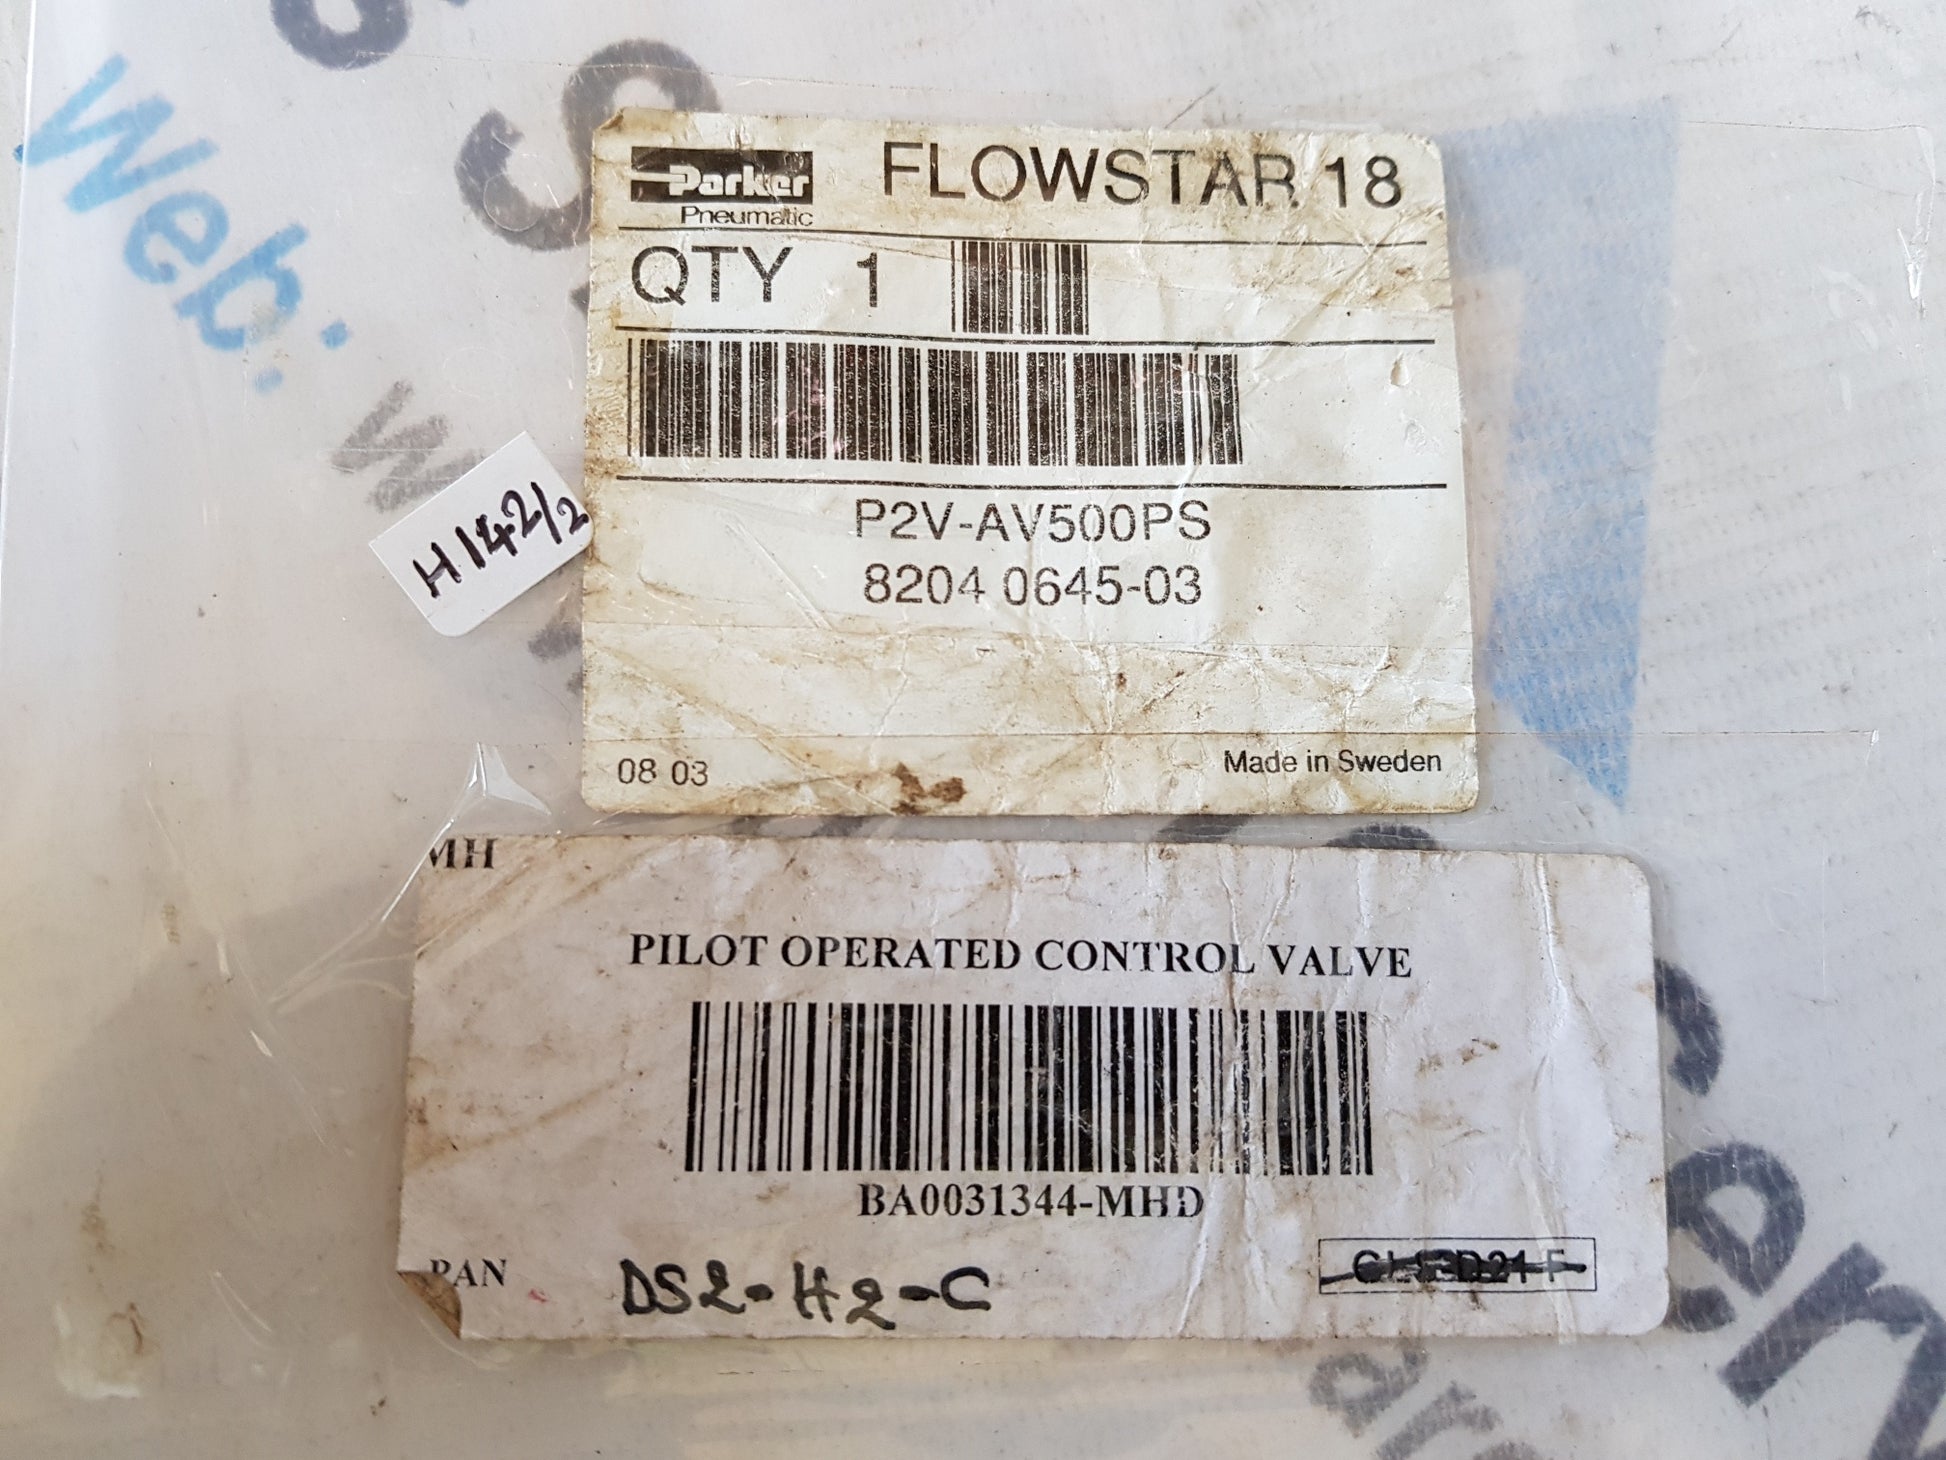 Web:
Parker
Pneumatic
FLOWSTAR 18
QTY 1
H142/2
P2V-AV500PS
8204 0645-03
08 03
Made in Sweden
MH
PILOT OPERATED CONTROL VALVE
BA0031344-MHD
PAN
DS2-H2-C